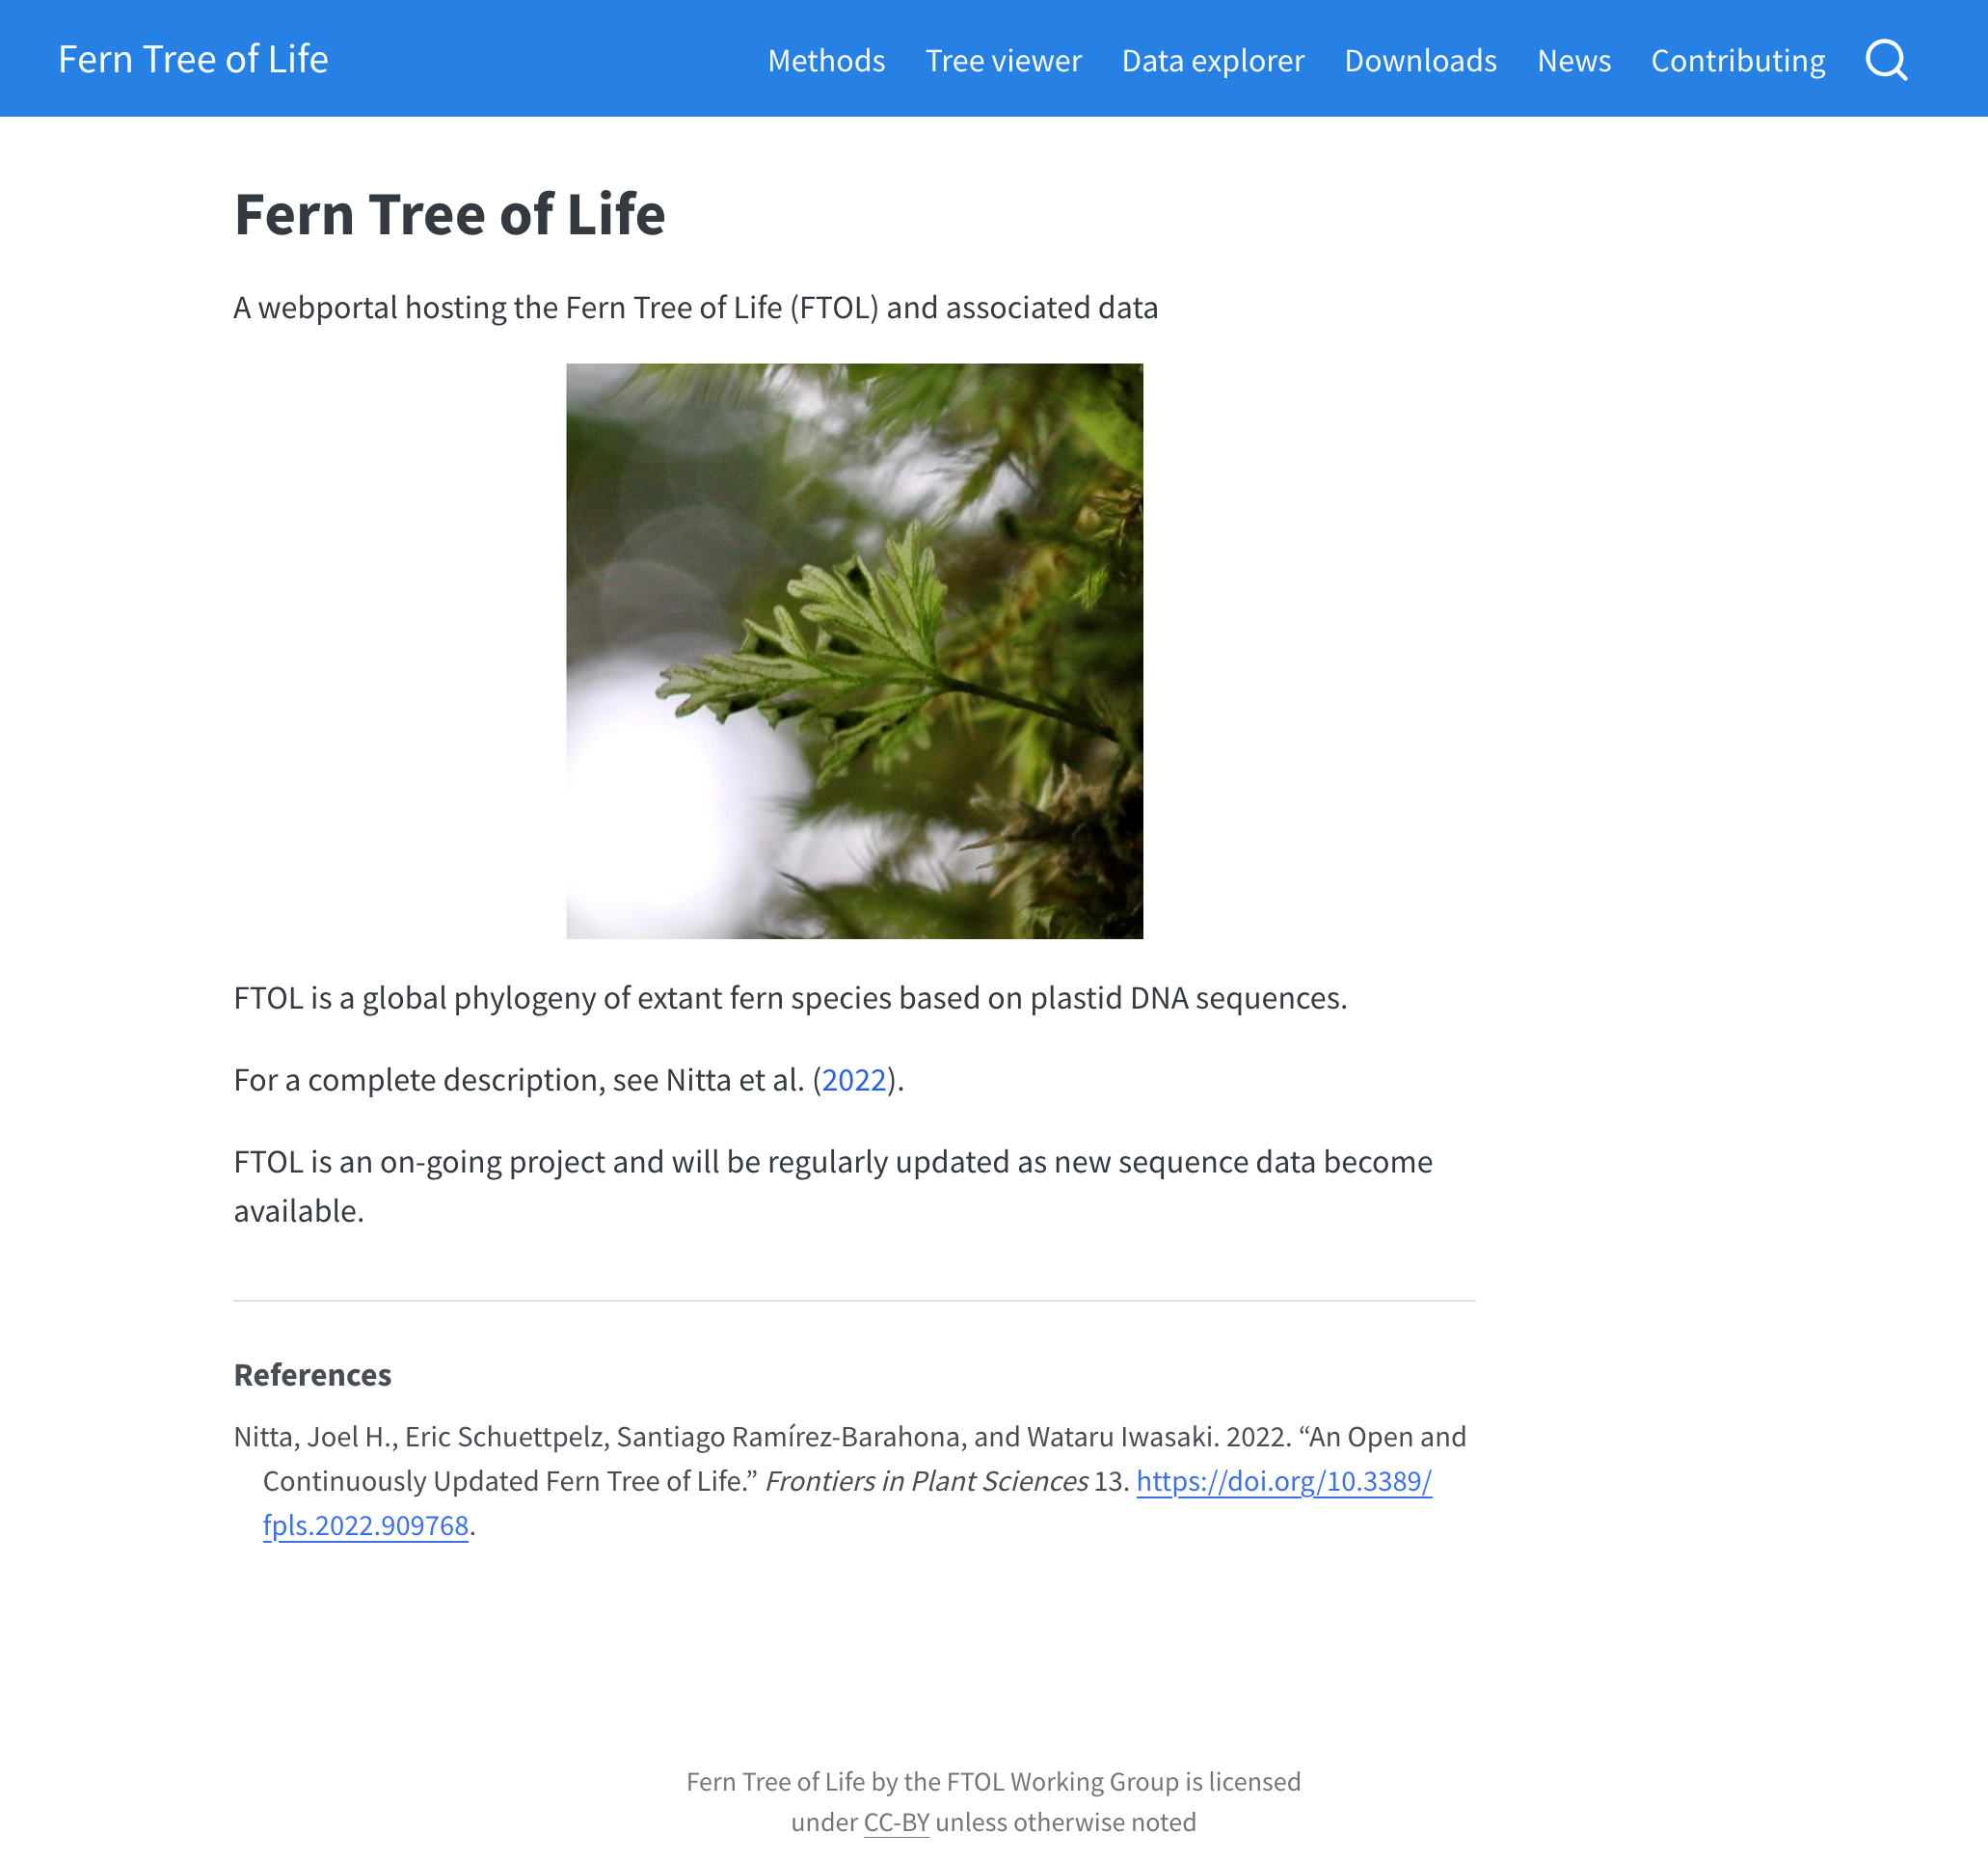 Fern Tree of Life
Methods Tree viewer Data explorer Downloads News Contributing
Fern Tree of Life
A webportal hosting the Fern Tree of Life (FTOL) and associated data
FTOL is a global phylogeny of extant fern species based on plastid DNA sequences.
For a complete description, see Nitta et al. (2022).
FTOL is an on-going project and will be regularly updated as new sequence data become
available.
References
Nitta, Joel H., Eric Schuettpelz, Santiago Ramírez-Barahona, and Wataru Iwasaki. 2022. “An Open and
Continuously Updated Fern Tree of Life.” Frontiers in Plant Sciences 13. https://doi.org/10.3389/
fpls.2022.909768.
Fern Tree of Life by the FTOL Working Group is licensed
under CC-BY unless otherwise noted